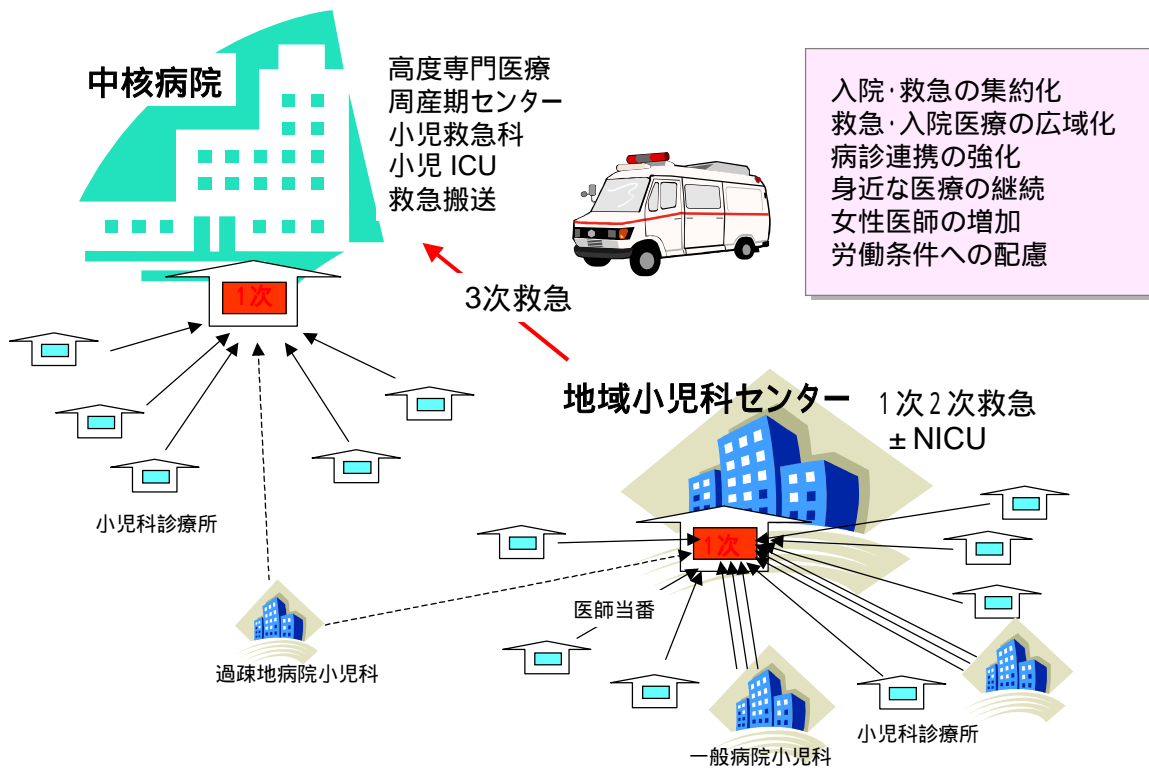 中核病院
高度専門医療
周産期センター
小児救急科
小児 ICU
救急搬送
入院・救急の集約化
救急・入院医療の広域化
病診連携の強化
身近な医療の継続
女性医師の増加
労働条件への配慮
1次
3次救急
地域小児科センター
1次2次救急
± NICU
小児科診療所
1次
医師当番
過疎地病院小児科
小児科診療所
一般病院小児科